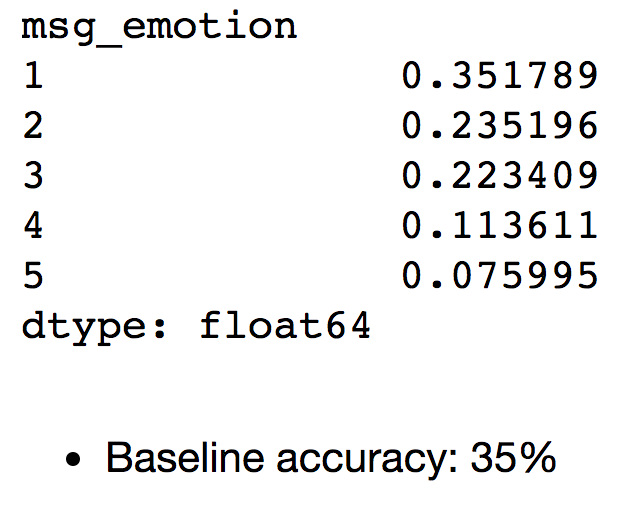 msg_emotion
1 0.351789
2 0.235196
3 0.223409
4 0.113611
5 0.075995
dtype: float64
• Baseline accuracy: 35%